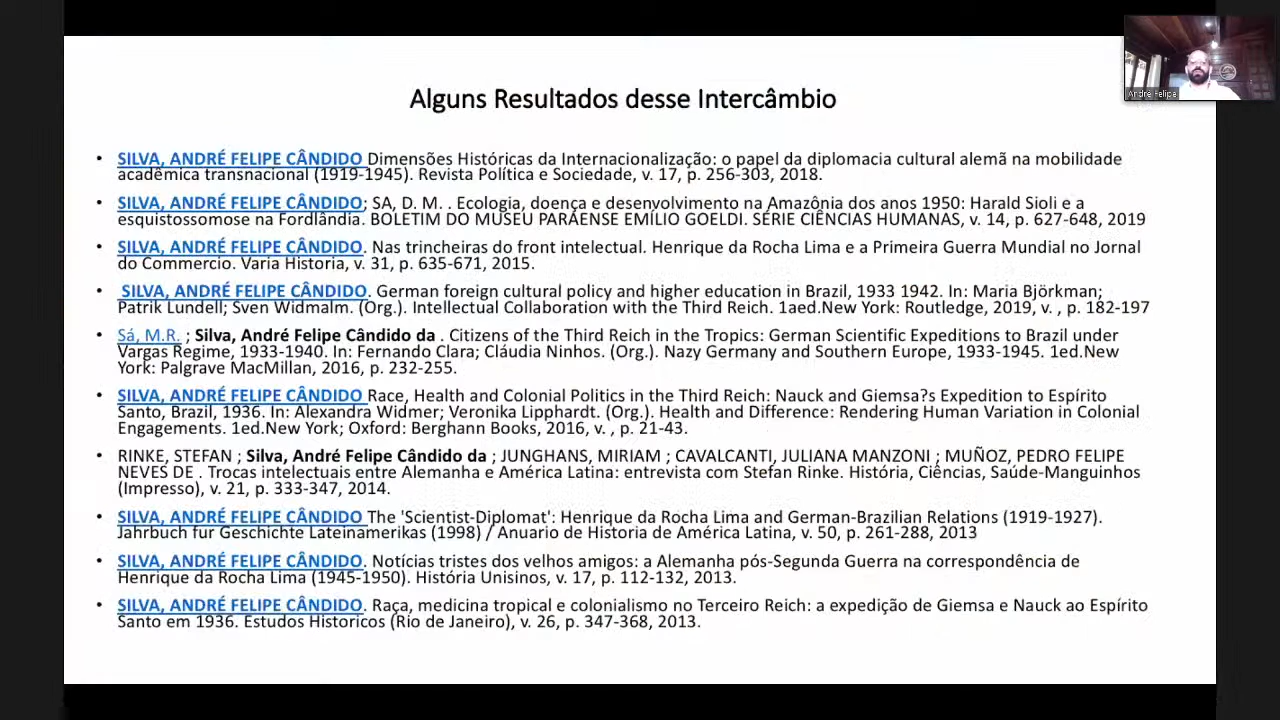 Alguns Resultados desse Intercâmbio
André Felipe
• SILVA, ANDRÉ FELIPE CÂNDIDO Dimensões Históricas da Internacionalização: o papel da diplomacia cultural alemã na mobilidade
acadêmica transnacional (1919-1945). Revista Política e Sociedade, v. 17, p. 256-303, 2018.
• SILVA, ANDRÉ FELIPE CÂNDIDO; SA, D. M. . Ecologia, doença e desenvolvimento na Amazônia dos anos 1950: Harald Sioli e a
esquistossomose na Fordlândia. BOLETIM DO MUSEU PARAENSE EMÍLIO GOELDI. SÉRIE CIÊNCIAS HUMANAS, v. 14, p. 627-648, 2019
• SILVA, ANDRÉ FELIPE CÂNDIDO. Nas trincheiras do front intelectual. Henrique da Rocha Lima e a Primeira Guerra Mundial no Jornal
do Commercio. Varia Historia, v. 31, p. 635-671, 2015.
• SILVA, ANDRÉ FELIPE CÂNDIDO. German foreign cultural policy and higher education in Brazil, 1933 1942. In: Maria Björkman;
Patrik Lundell; Sven Widmalm. (Org.). Intellectual Collaboration with the Third Reich. 1aed.New York: Routledge, 2019, v. , p. 182-197
• Sá, M.R. ; Silva, André Felipe Cândido da . Citizens of the Third Reich in the Tropics: German Scientific Expeditions to Brazil under
Vargas Regime, 1933-1940. In: Fernando Clara; Cláudia Ninhos. (Org.). Nazy Germany and Southern Europe, 1933-1945. 1ed.New
York: Palgrave MacMillan, 2016, p. 232-255.
• SILVA, ANDRÉ FELIPE CÂNDIDO Race, Health and Colonial Politics in the Third Reich: Nauck and Giemsa?s Expedition to Espírito
Santo, Brazil, 1936. In: Alexandra Widmer; Veronika Lipphardt. (Org.). Health and Difference: Rendering Human Variation in Colonial
Engagements. 1ed.New York; Oxford: Berghann Books, 2016, v. , p. 21-43.
• RINKE, STEFAN ; Silva, André Felipe Cândido da ; JUNGHANS, MIRIAM ; CAVALCANTI, JULIANA MANZONI ; MUÑOZ, PEDRO FELIPE
NEVES DE . Trocas intelectuais entre Alemanha e América Latina: entrevista com Stefan Rinke. História, Ciências, Saúde-Manguinhos
(Impresso), v. 21, p. 333-347, 2014.
• SILVA, ANDRÉ FELIPE CÂNDIDO The 'Scientist-Diplomat': Henrique da Rocha Lima and German-Brazilian Relations (1919-1927).
Jahrbuch fur Geschichte Lateinamerikas (1998) / Anuario de Historia de América Latina, v. 50, p. 261-288, 2013
• SILVA, ANDRÉ FELIPE CÂNDIDO. Notícias tristes dos velhos amigos: a Alemanha pós-Segunda Guerra na correspondência de
Henrique da Rocha Lima (1945-1950). História Unisinos, v. 17, p. 112-132, 2013.
• SILVA, ANDRÉ FELIPE CÂNDIDO. Raça, medicina tropical e colonialismo no Terceiro Reich: a expedição de Giemsa e Nauck ao Espírito
Santo em 1936. Estudos Historicos (Rio de Janeiro), v. 26, p. 347-368, 2013.